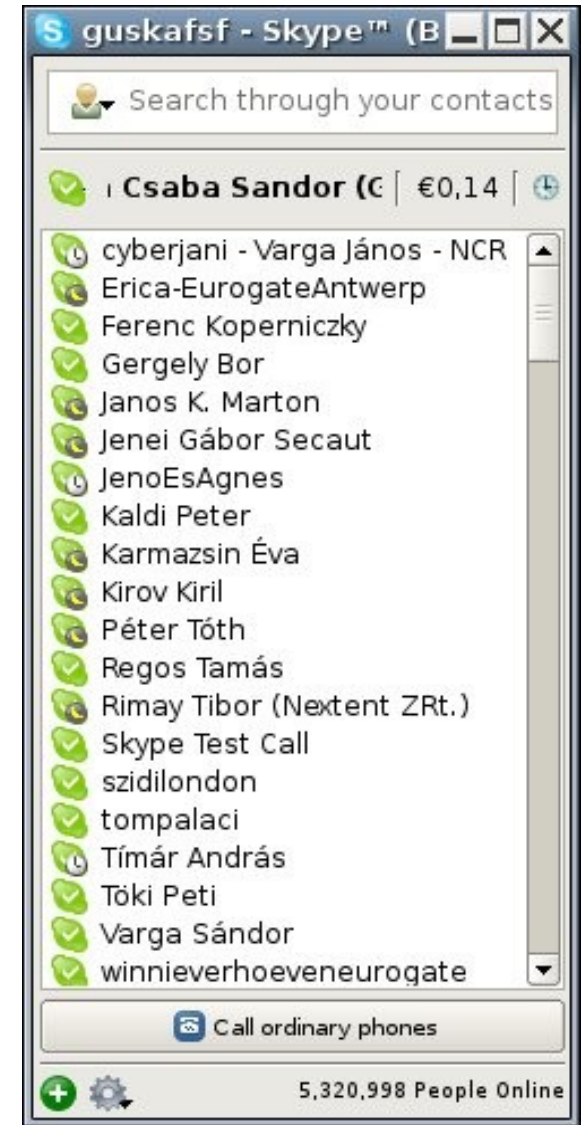 guskafsf - Skype™ (B
Search through your contacts
Csaba Sandor (G €0,14
cyberjani - Varga János - NCR
Erica-EurogateAntwerp
Ferenc Koperniczky
Gergely Bor
Janos K. Marton
Jenei Gábor Secaut
JenoEsAgnes
Kaldi Peter
Karmazsin Éva
Kirov Kiril
Péter Tóth
Regos Tamás
Rimay Tibor (Nextent ZRt.)
Skype Test Call
szidilondon
tompalaci
Tímár András
Töki Peti
Varga Sándor
winnieverhoeveneurogate
Call ordinary phones
5,320,998 People Online